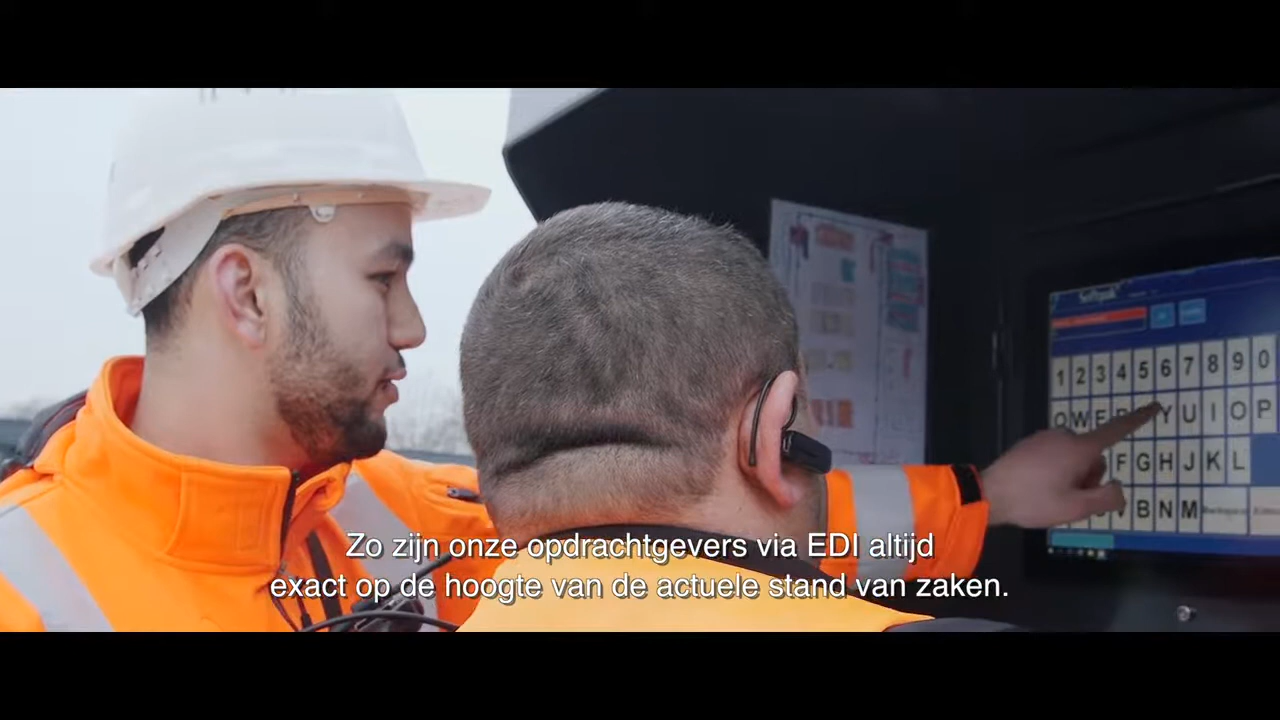 1 2 3 4 5 6 7 8 9 0
Q W E R Y U I O P
F G H J K L
V B N M
Zo zijn onze opdrachtgevers via EDI altijd
exact op de hoogte van de actuele stand van zaken.